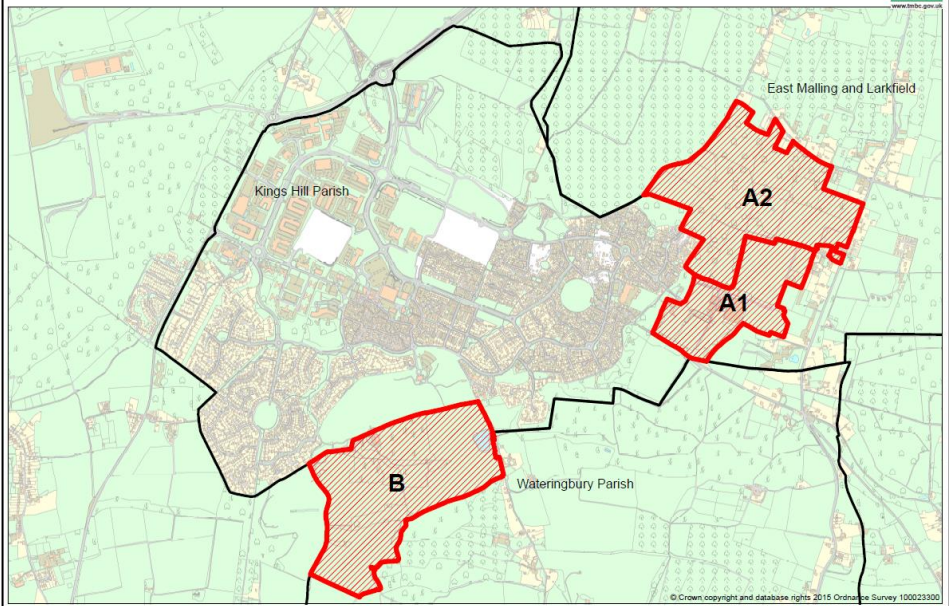 www.tmbc.gov.uk
East Malling and Larkfield
Kings Hill Parish
A2
A1
B
Wateringbury Parish
© Crown copyright and database rights 2015 Ordnance Survey 100023300